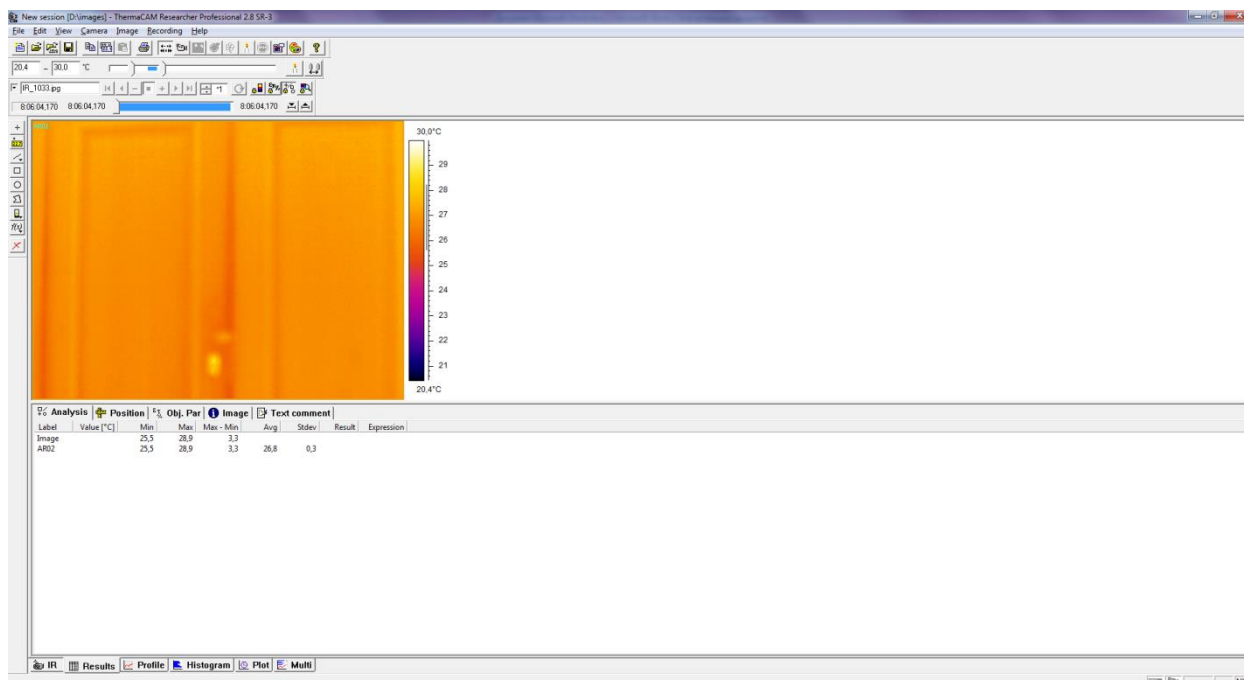 New session [D:\images] - ThermaCAM Researcher Professional 2.8 SR-3
File Edit View Camera Image Recording Help
20,4 - 30,0 °C
IR_1033.jpg
8:06:04,170 8:06:04,170 8:06:04,170
30,0°C
29
28
27
26
25
24
23
22
21
20,4°C
Analysis Position Obj. Par Image Text comment
Label Value [°C] Min Max Max - Min Avg Stdev Result Expression
Image 25,5 28,9 3,3
AR02 25,5 28,9 3,3 26,8 0,3
IR Results Profile Histogram Plot Multi